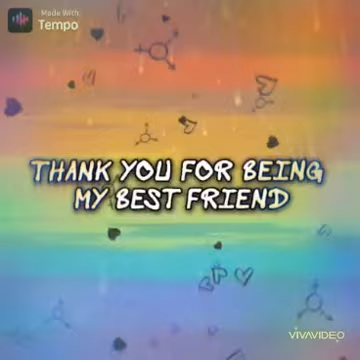 Made With
Tempo
THANK YOU FOR BEING
MY BEST FRIEND
VIVAVIDEO